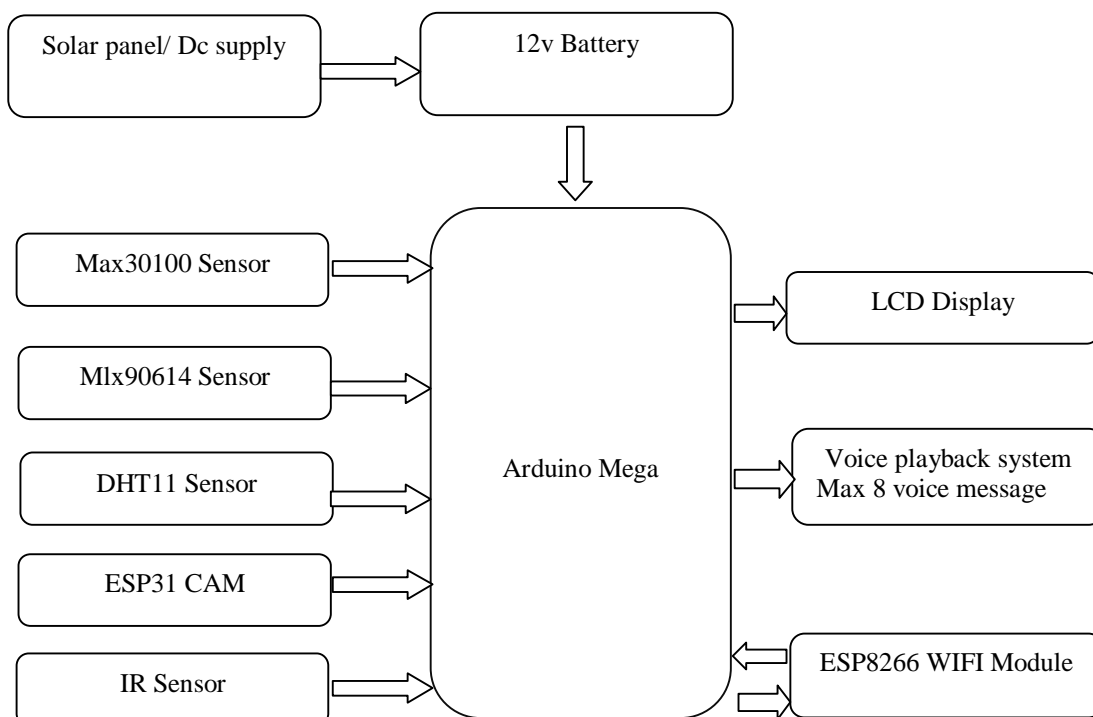 Solar panel/ Dc supply
12v Battery
Max30100 Sensor
Mlx90614 Sensor
DHT11 Sensor
ESP31 CAM
IR Sensor
Arduino Mega
LCD Display
Voice playback system
Max 8 voice message
ESP8266 WIFI Module